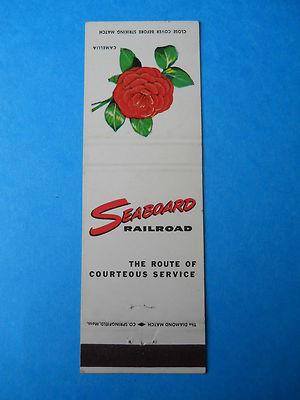 CLOSE COVER BEFORE STRIKING MATCH
CAMELLIA
SEABOARD
RAILROAD
THE ROUTE OF
COURTEOUS SERVICE
THE DIAMOND MATCH CO. SPRINGFIELD, MASS.